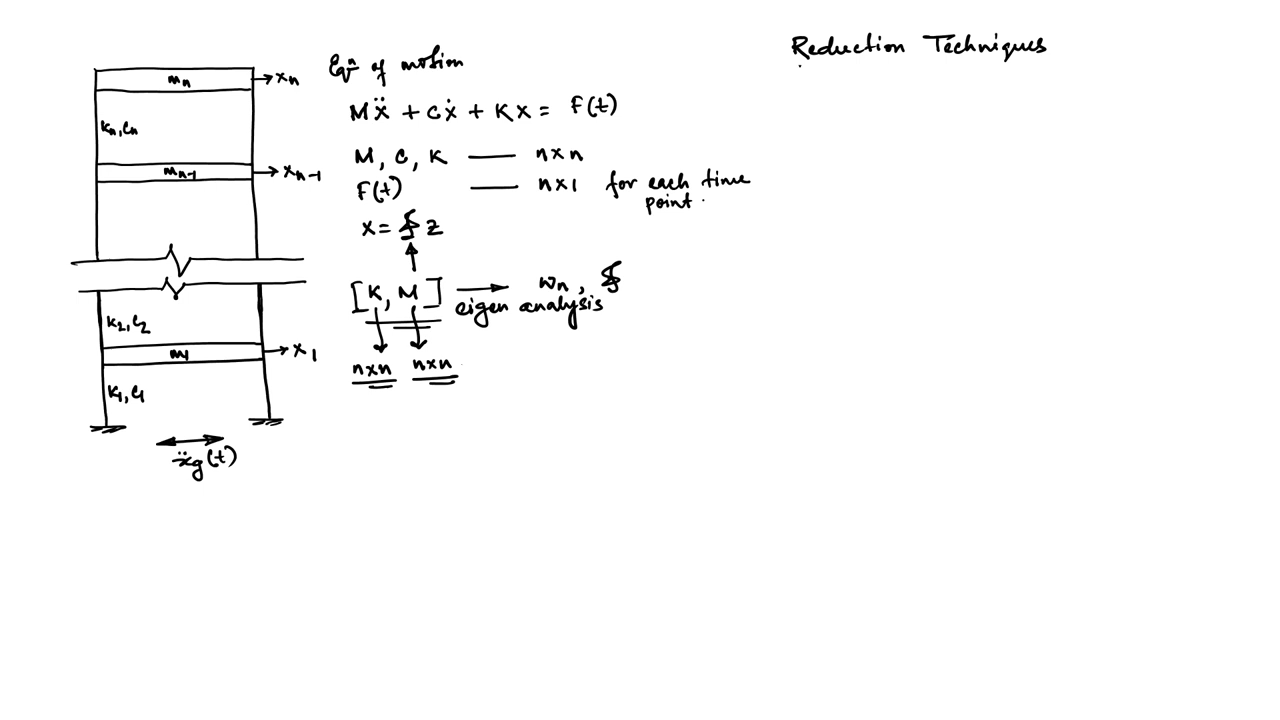 Reduction Techniques
Eqⁿ of motion
Mẍ + Cẋ + Kx = F(t)
M, C, K — n×n
F(t) — n×1 for each time
point.
x = Φ z
[K, M] → ωn, Φ
eigen analysis
n×n n×n
mn → xn
kn, cn
mn-1 → xn-1
k2, c2
m1 → x1
k1, c1
ẍg(t)